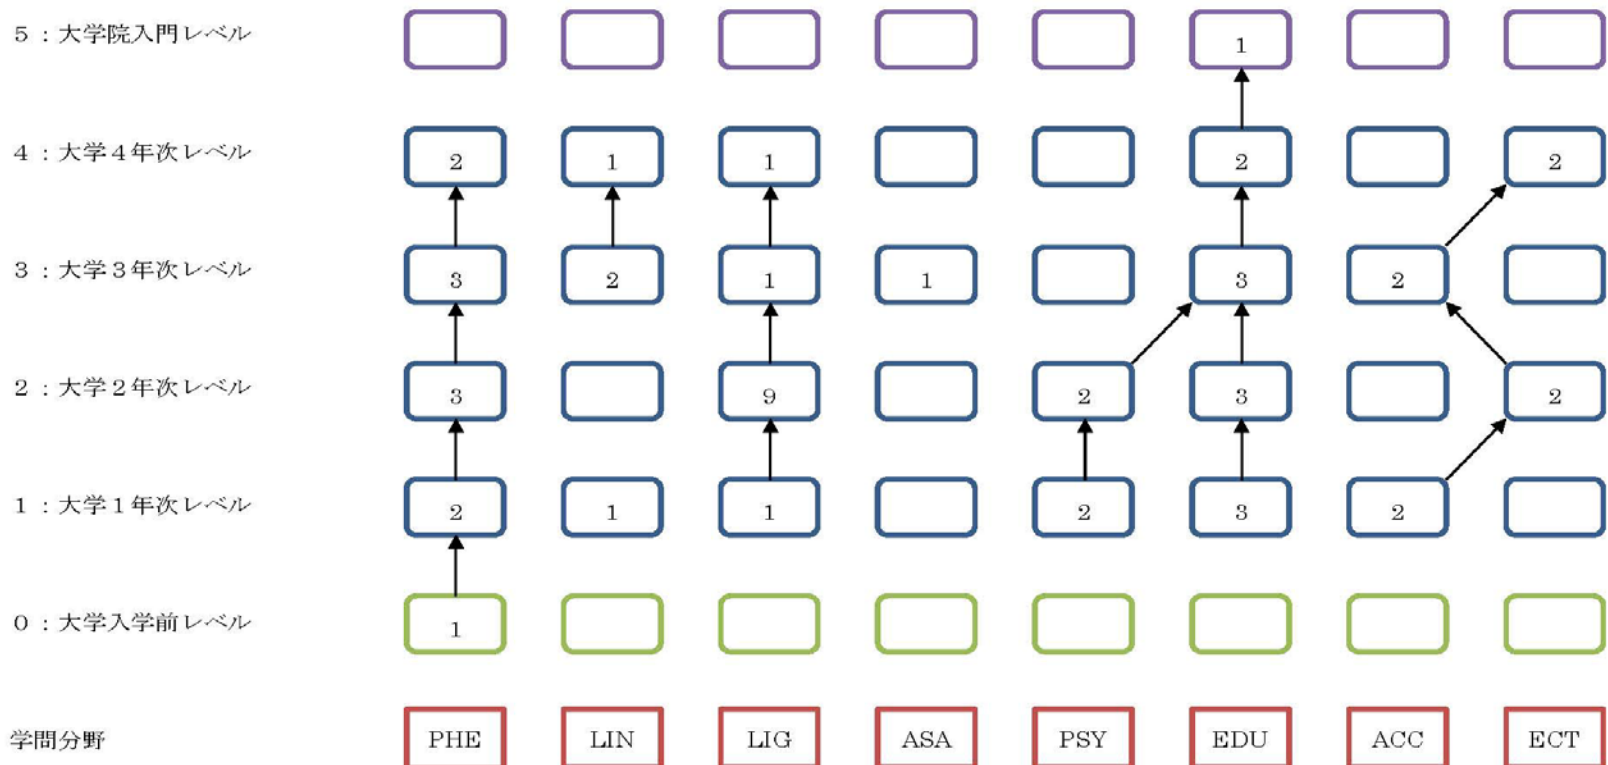 5：大学院入門レベル 1
4：大学4年次レベル 2 1 1 2 2
3：大学3年次レベル 3 2 1 1 3 2
2：大学2年次レベル 3 9 2 3 2
1：大学1年次レベル 2 1 1 2 3 2
0：大学入学前レベル 1
学問分野 PHE LIN LIG ASA PSY EDU ACC ECT